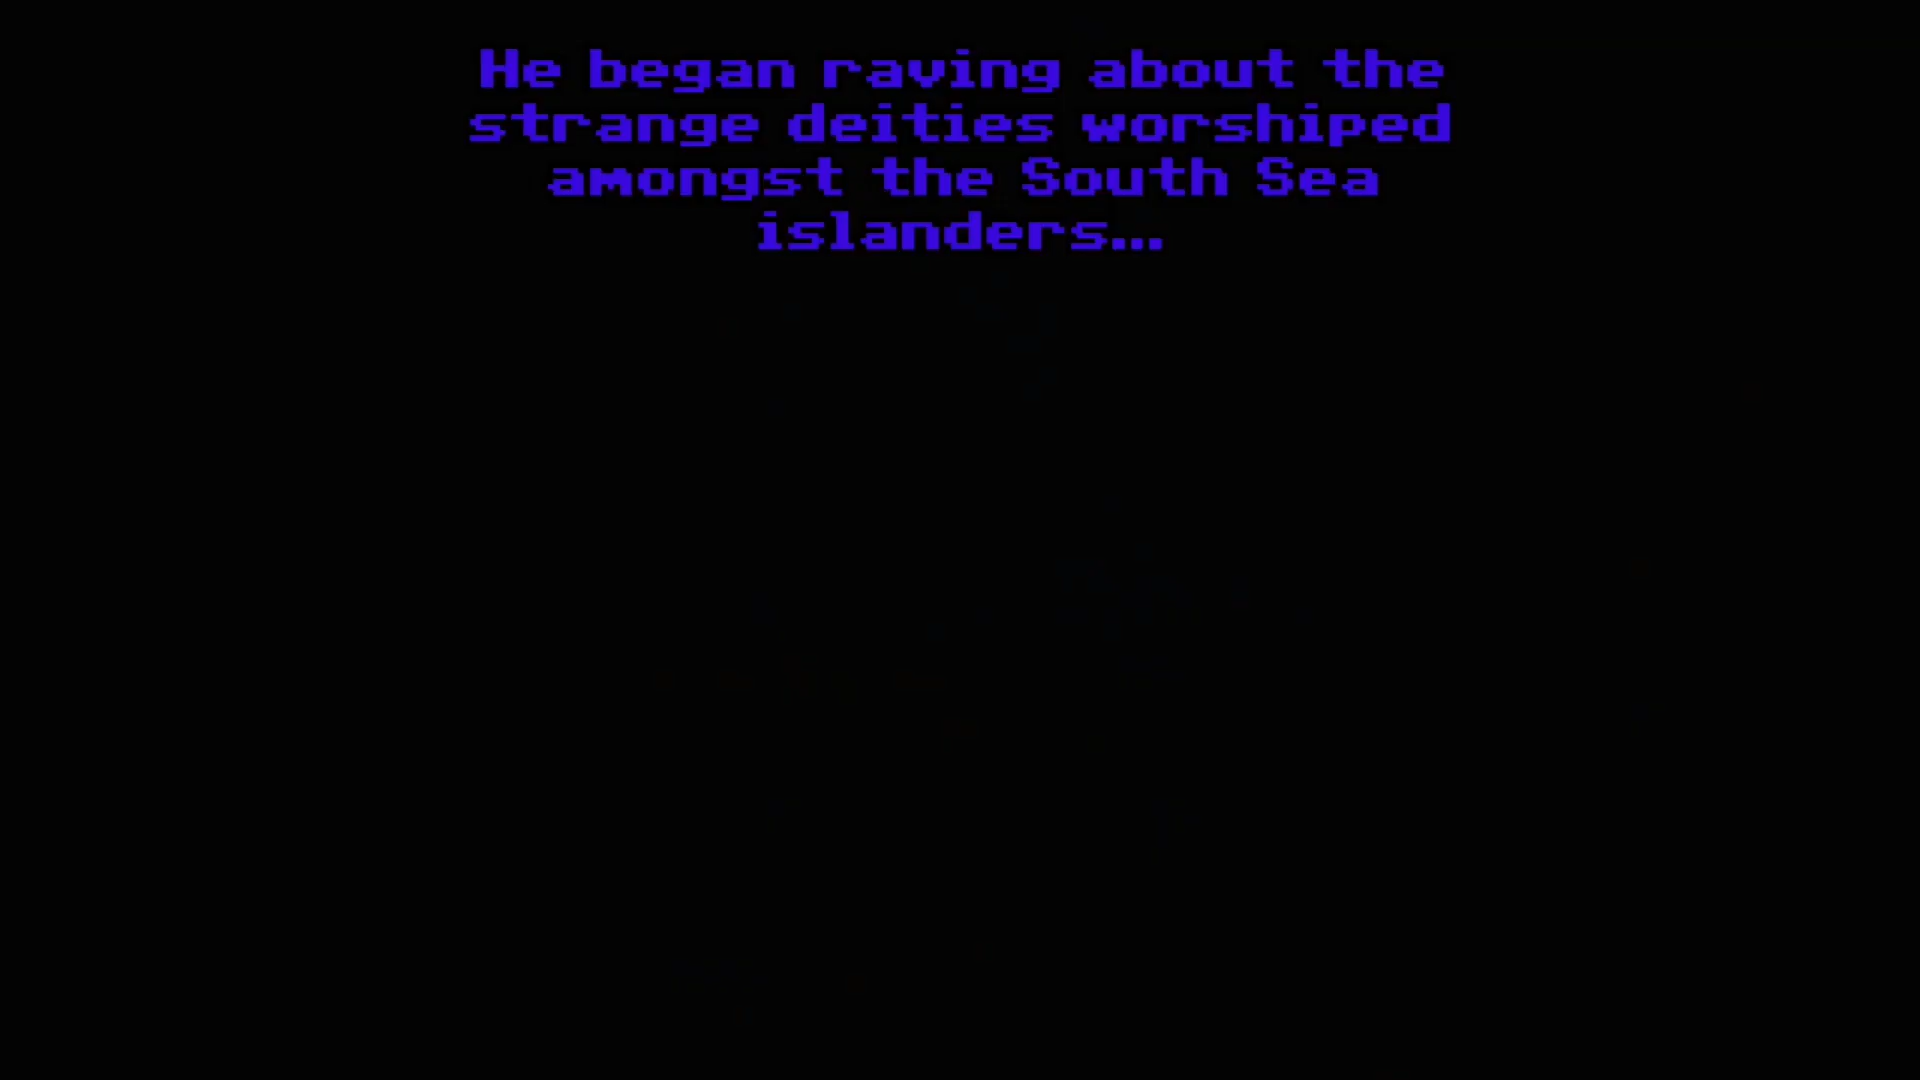 He began raving about the
strange deities worshiped
amongst the South Sea
islanders...